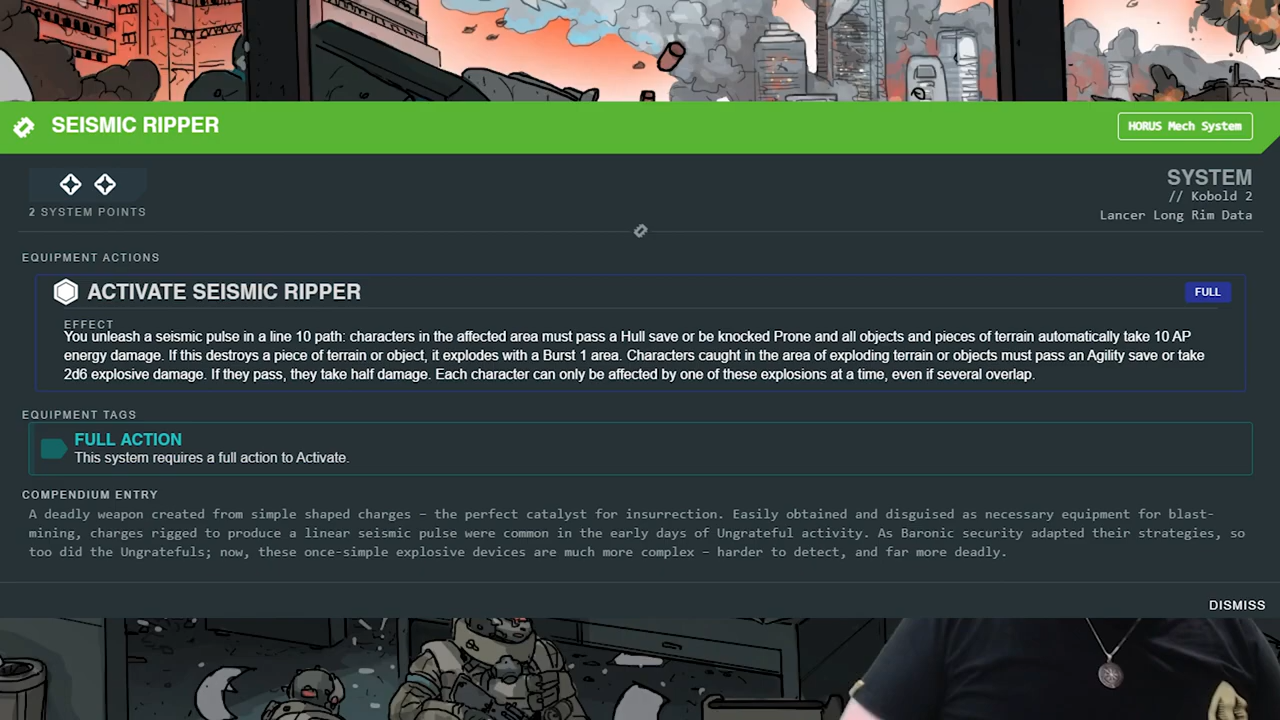 SEISMIC RIPPER
HORUS Mech System
2 SYSTEM POINTS
SYSTEM
// Kobold 2
Lancer Long Rim Data
EQUIPMENT ACTIONS
ACTIVATE SEISMIC RIPPER
FULL
EFFECT
You unleash a seismic pulse in a line 10 path: characters in the affected area must pass a Hull save or be knocked Prone and all objects and pieces of terrain automatically take 10 AP
energy damage. If this destroys a piece of terrain or object, it explodes with a Burst 1 area. Characters caught in the area of exploding terrain or objects must pass an Agility save or take
2d6 explosive damage. If they pass, they take half damage. Each character can only be affected by one of these explosions at a time, even if several overlap.
EQUIPMENT TAGS
FULL ACTION
This system requires a full action to Activate.
COMPENDIUM ENTRY
A deadly weapon created from simple shaped charges – the perfect catalyst for insurrection. Easily obtained and disguised as necessary equipment for blast-
mining, charges rigged to produce a linear seismic pulse were common in the early days of Ungrateful activity. As Baronic security adapted their strategies, so
too did the Ungratefuls; now, these once-simple explosive devices are much more complex – harder to detect, and far more deadly.
DISMISS